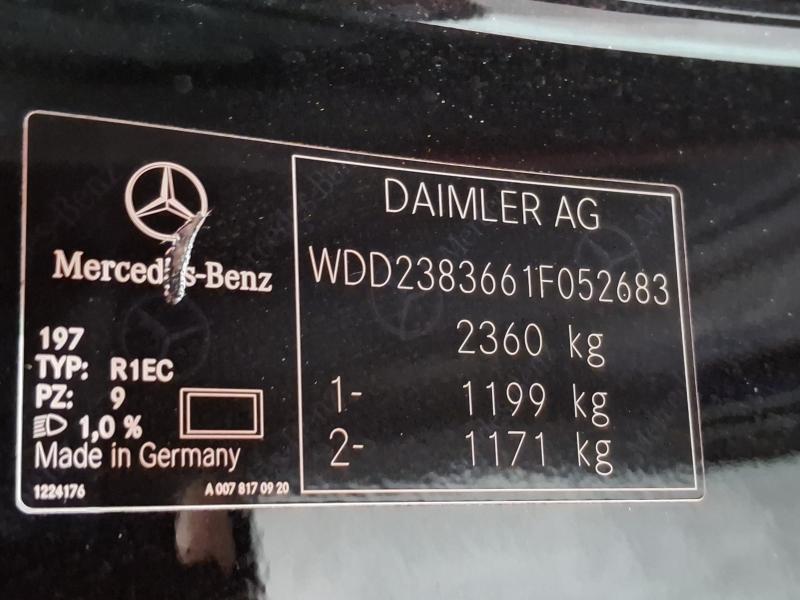 Mercedes-Benz
197
TYP: R1EC
PZ: 9
1,0 %
Made in Germany
1224176
A 007 817 09 20
DAIMLER AG
WDD2383661F052683
2360 kg
1- 1199 kg
2- 1171 kg